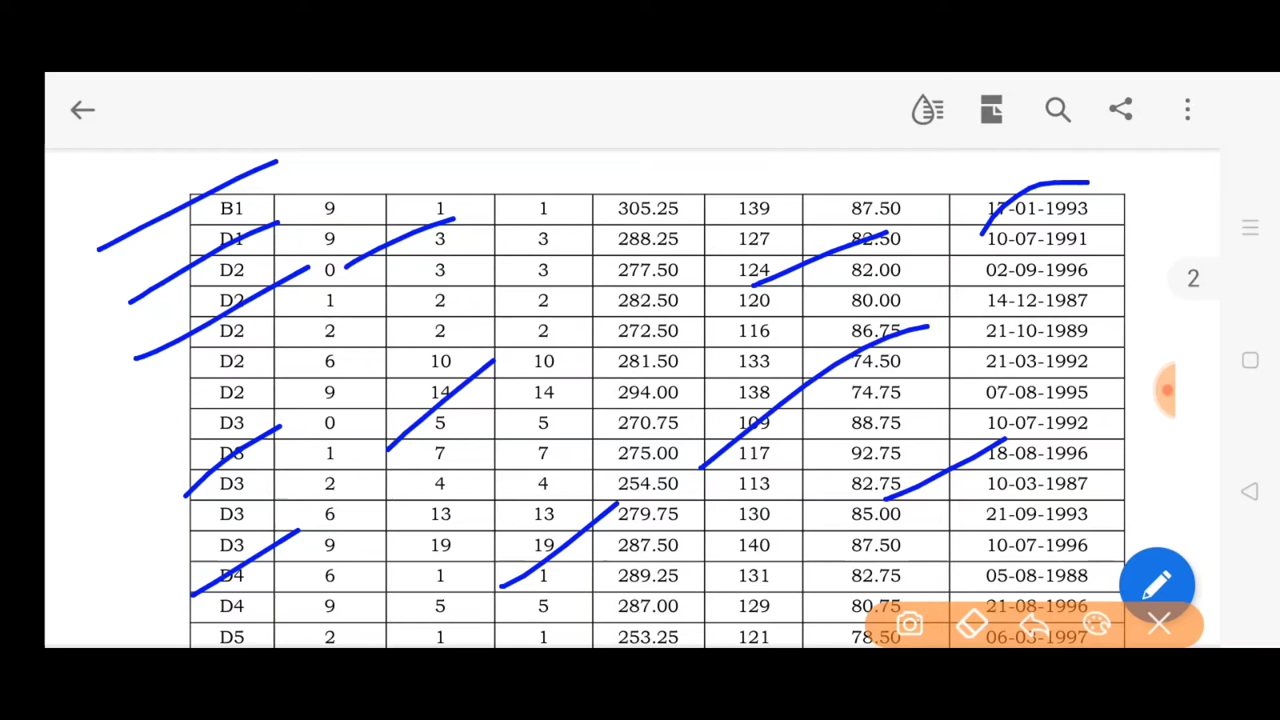 2
B1 9 1 1 305.25 139 87.50 17-01-1993
D1 9 3 3 288.25 127 82.50 10-07-1991
D2 0 3 3 277.50 124 82.00 02-09-1996
D2 1 2 2 282.50 120 80.00 14-12-1987
D2 2 2 2 272.50 116 86.75 21-10-1989
D2 6 10 10 281.50 133 74.50 21-03-1992
D2 9 14 14 294.00 138 74.75 07-08-1995
D3 0 5 5 270.75 109 88.75 10-07-1992
D3 1 7 7 275.00 117 92.75 18-08-1996
D3 2 4 4 254.50 113 82.75 10-03-1987
D3 6 13 13 279.75 130 85.00 21-09-1993
D3 9 19 19 287.50 140 87.50 10-07-1996
D4 6 1 1 289.25 131 82.75 05-08-1988
D4 9 5 5 287.00 129 80.75 21-08-1996
D5 2 1 1 253.25 121 78.50 06-03-1997